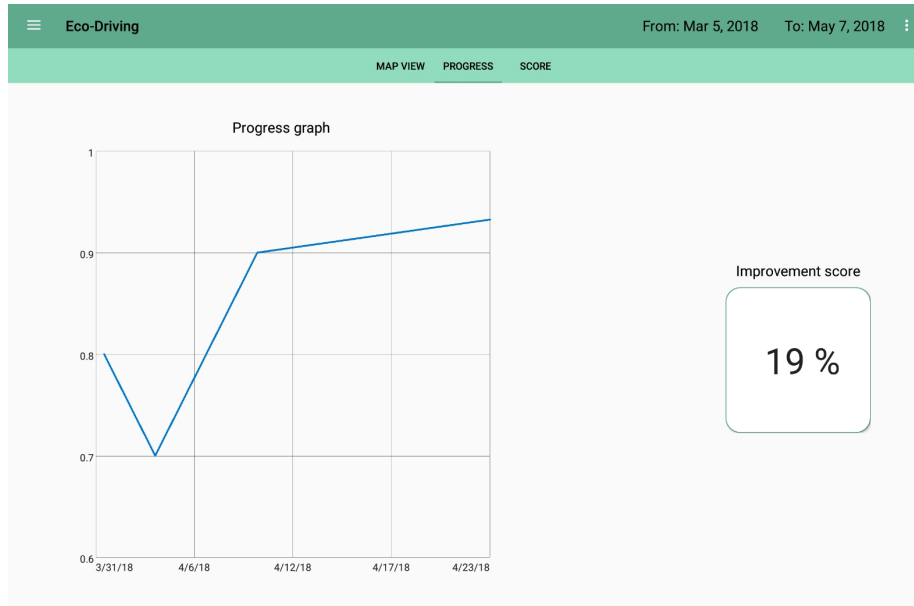 Eco-Driving
From: Mar 5, 2018 To: May 7, 2018
MAP VIEW PROGRESS SCORE
Progress graph
1
0.9
0.8
0.7
0.6
3/31/18 4/6/18 4/12/18 4/17/18 4/23/18
Improvement score
19 %